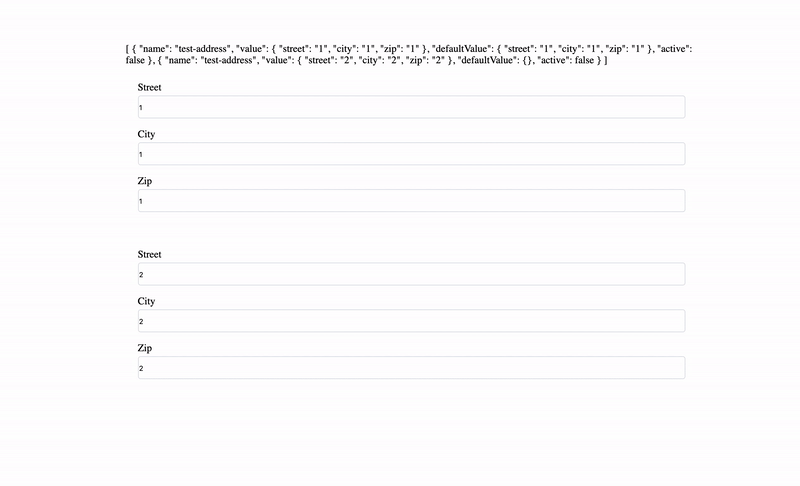 [ { "name": "test-address", "value": { "street": "1", "city": "1", "zip": "1" }, "defaultValue": { "street": "1", "city": "1", "zip": "1" }, "active":
false }, { "name": "test-address", "value": { "street": "2", "city": "2", "zip": "2" }, "defaultValue": {}, "active": false } ]
Street
1
City
1
Zip
1
Street
2
City
2
Zip
2